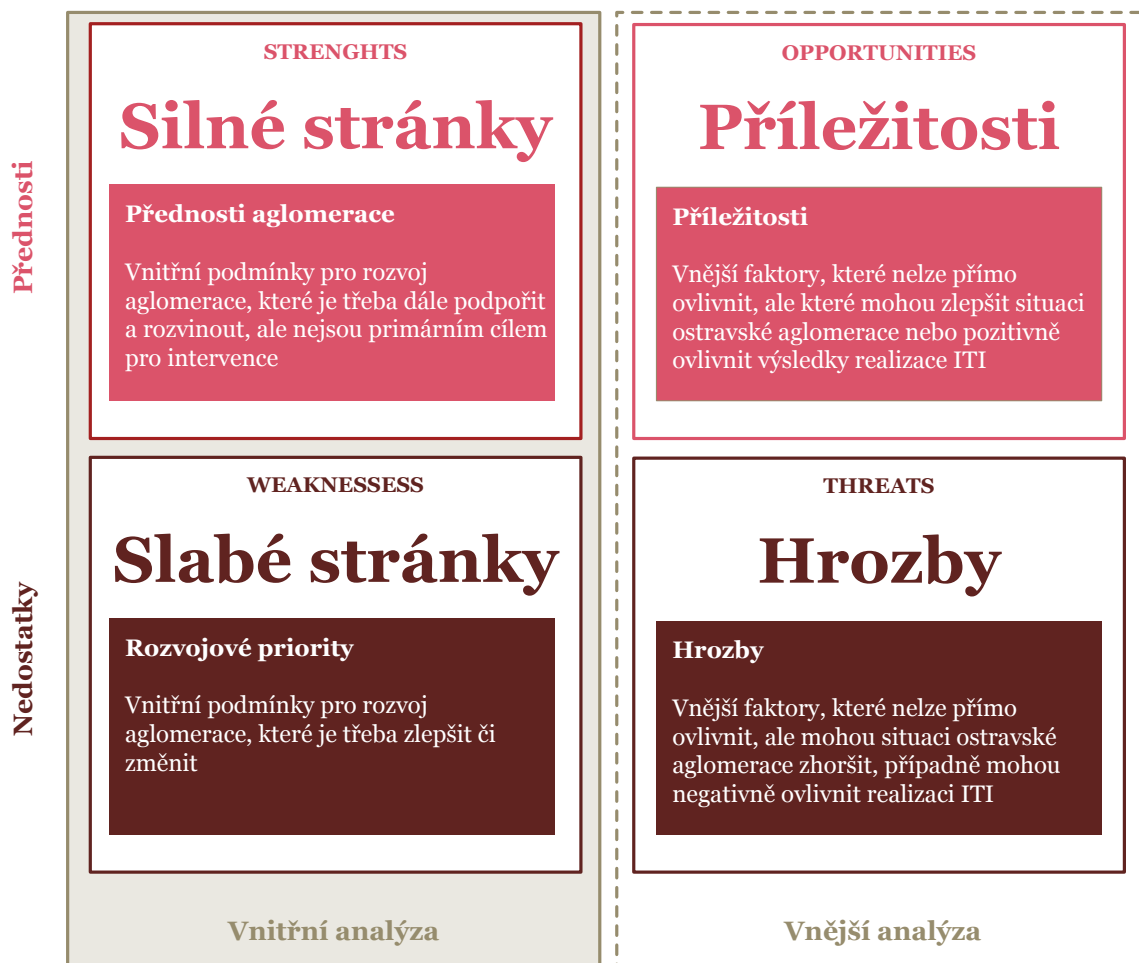 Přednosti
STRENGHTS
Silné stránky
Přednosti aglomerace
Vnitřní podmínky pro rozvoj
aglomerace, které je třeba dále podpořit
a rozvinout, ale nejsou primárním cílem
pro intervence
OPPORTUNITIES
Příležitosti
Příležitosti
Vnější faktory, které nelze přímo
ovlivnit, ale které mohou zlepšit situaci
ostravské aglomerace nebo pozitivně
ovlivnit výsledky realizace ITI
Nedostatky
WEAKNESSESS
Slabé stránky
Rozvojové priority
Vnitřní podmínky pro rozvoj
aglomerace, které je třeba zlepšit či
změnit
THREATS
Hrozby
Hrozby
Vnější faktory, které nelze přímo
ovlivnit, ale mohou situaci ostravské
aglomerace zhoršit, případně mohou
negativně ovlivnit realizaci ITI
Vnitřní analýza
Vnější analýza